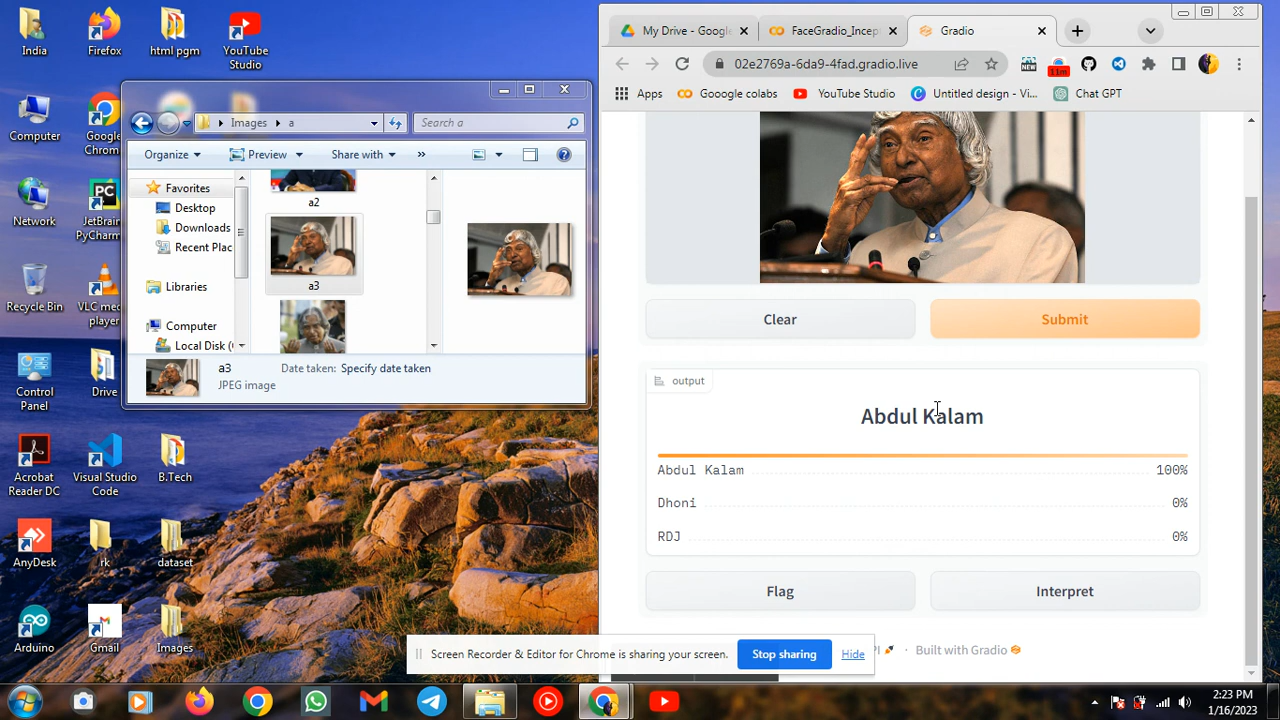 India
Firefox
html pgm
YouTube
Studio
Computer
Google
Chrom
Network
JetBrain
PyCharm
Recycle Bin
VLC med
player
Control
Panel
Drive
Acrobat
Reader DC
Visual Studio
Code
B.Tech
AnyDesk
rk
dataset
Arduino
Gmail
Images
Images
a
Search a
Organize
Preview
Share with
»
Favorites
Desktop
Downloads
Recent Plac
Libraries
Computer
Local Disk (
a2
a3
a3
JPEG image
Date taken: Specify date taken
My Drive - Google
FaceGradio_Incep
Gradio
02e2769a-6da9-4fad.gradio.live
NEW
11m
Apps
Gooogle colabs
YouTube Studio
Untitled design - Vi...
Chat GPT
Clear
Submit
output
Abdul Kalam
Abdul Kalam 100%
Dhoni 0%
RDJ 0%
Flag
Interpret
Built with Gradio
Screen Recorder & Editor for Chrome is sharing your screen.
Stop sharing
Hide
2:23 PM
1/16/2023